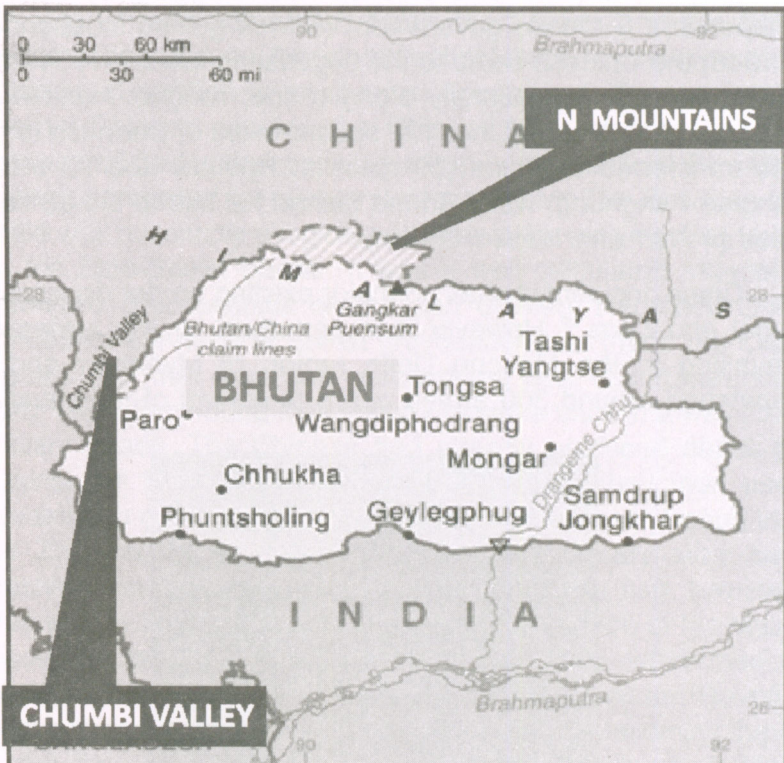 90
92
Brahmaputra
0 30 60 km
0 30 60 mi
N MOUNTAINS
C H I N A
H I M A L A Y A S
28
28
Gangkar
Puensum
Bhutan/China
claim lines
Chumbi Valley
Tashi
Yangtse
BHUTAN
Tongsa
Paro
Wangdiphodrang
Mongar
Drangeme Chhu
Chhukha
Samdrup
Jongkhar
Phuntsholing
Geylegphug
I N D I A
Brahmaputra
26
CHUMBI VALLEY
BANGLADESH
90
92